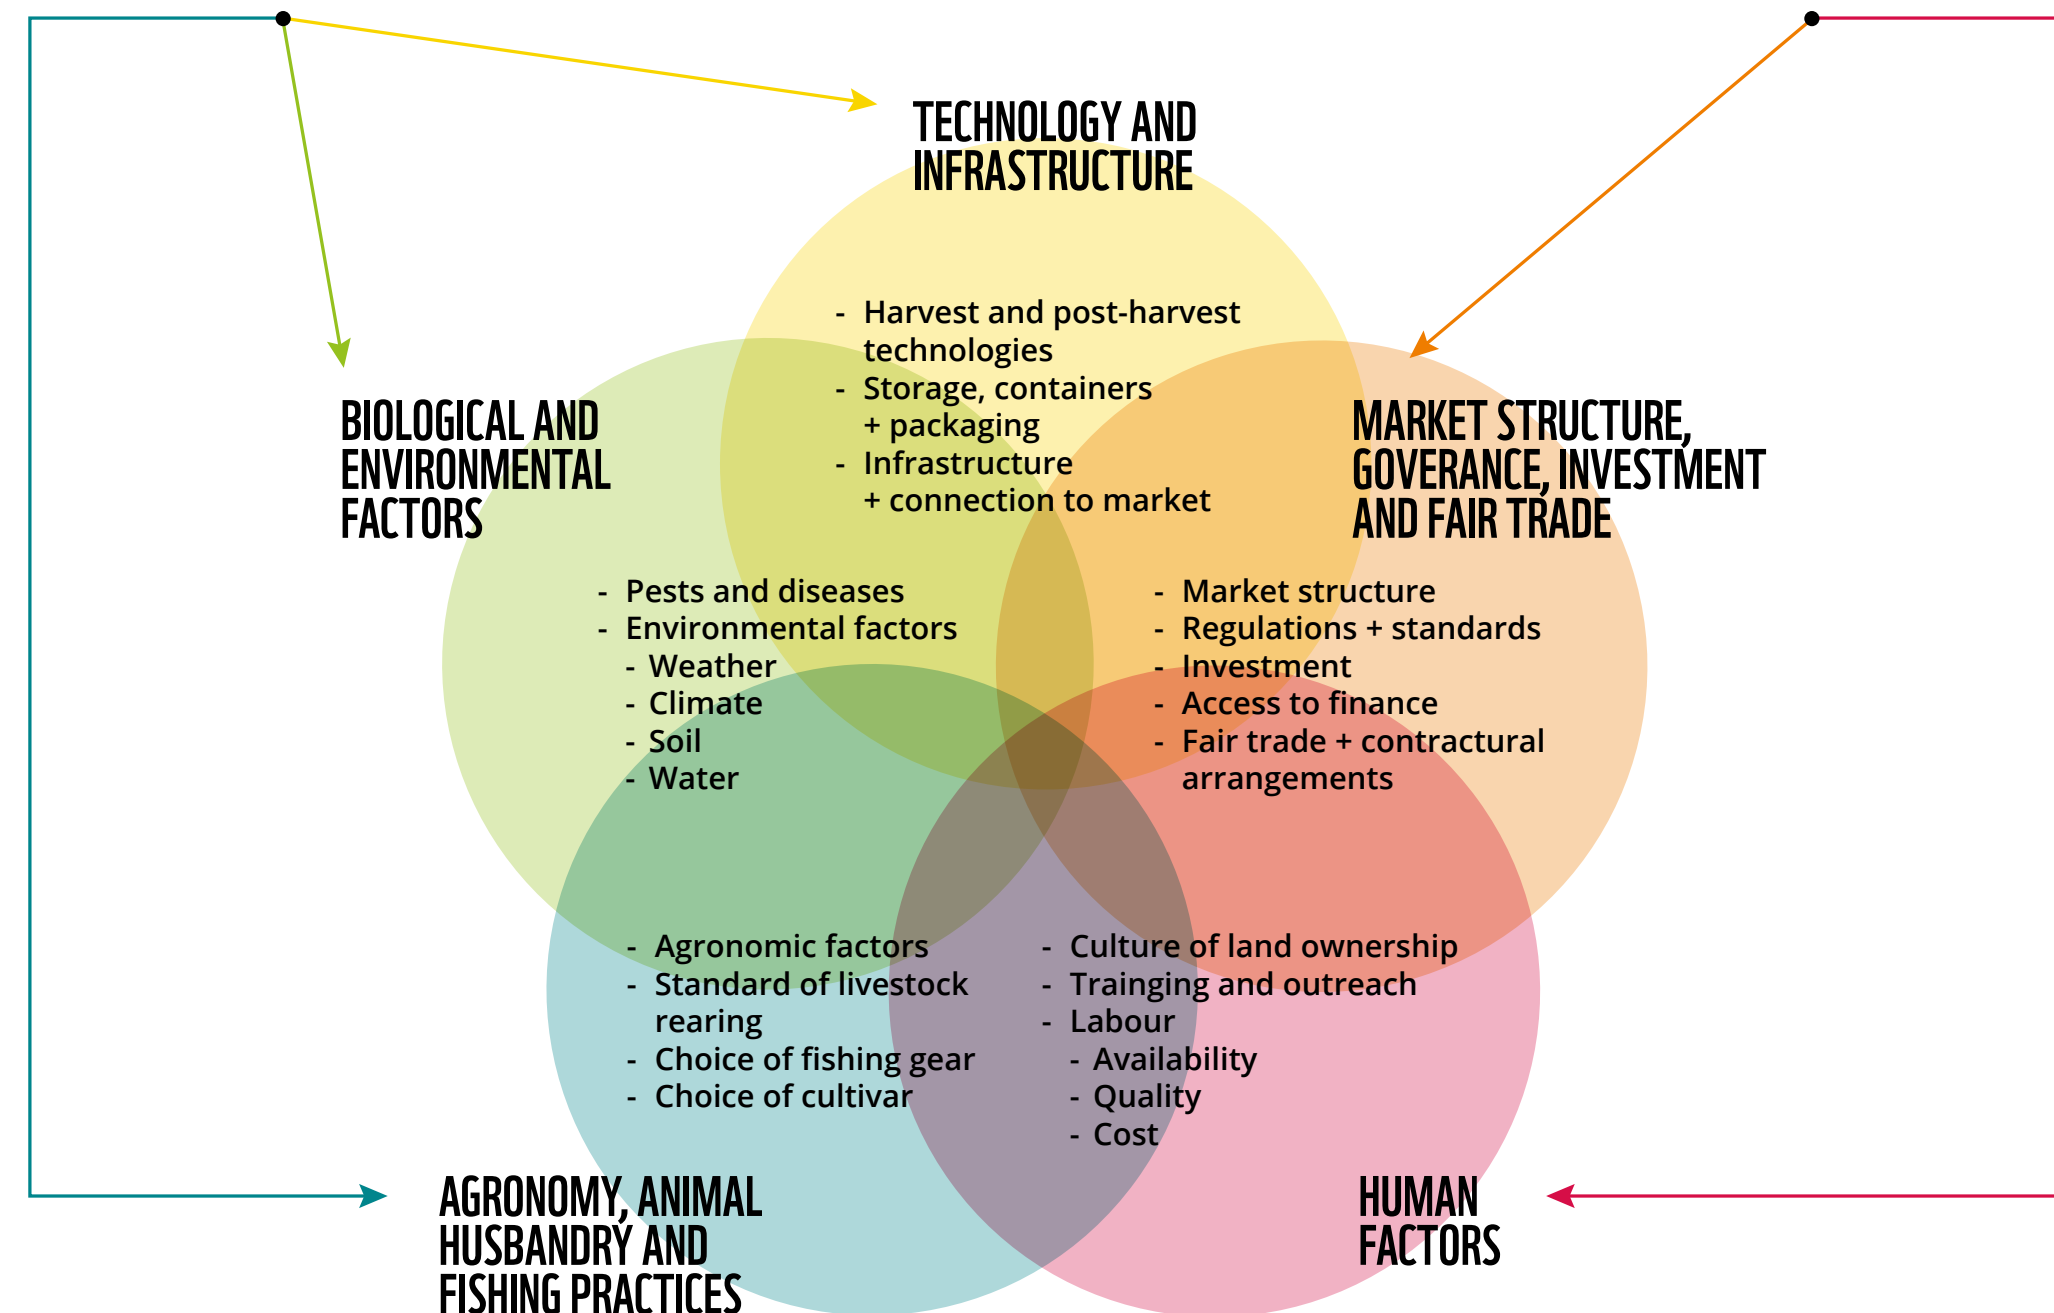 TECHNOLOGY AND
INFRASTRUCTURE
- Harvest and post-harvest
technologies
- Storage, containers
+ packaging
- Infrastructure
+ connection to market
BIOLOGICAL AND
ENVIRONMENTAL
FACTORS
- Pests and diseases
- Environmental factors
- Weather
- Climate
- Soil
- Water
MARKET STRUCTURE,
GOVERANCE, INVESTMENT
AND FAIR TRADE
- Market structure
- Regulations + standards
- Investment
- Access to finance
- Fair trade + contractural
arrangements
- Agronomic factors
- Standard of livestock
rearing
- Choice of fishing gear
- Choice of cultivar
AGRONOMY, ANIMAL
HUSBANDRY AND
FISHING PRACTICES
- Culture of land ownership
- Trainging and outreach
- Labour
- Availability
- Quality
- Cost
HUMAN
FACTORS